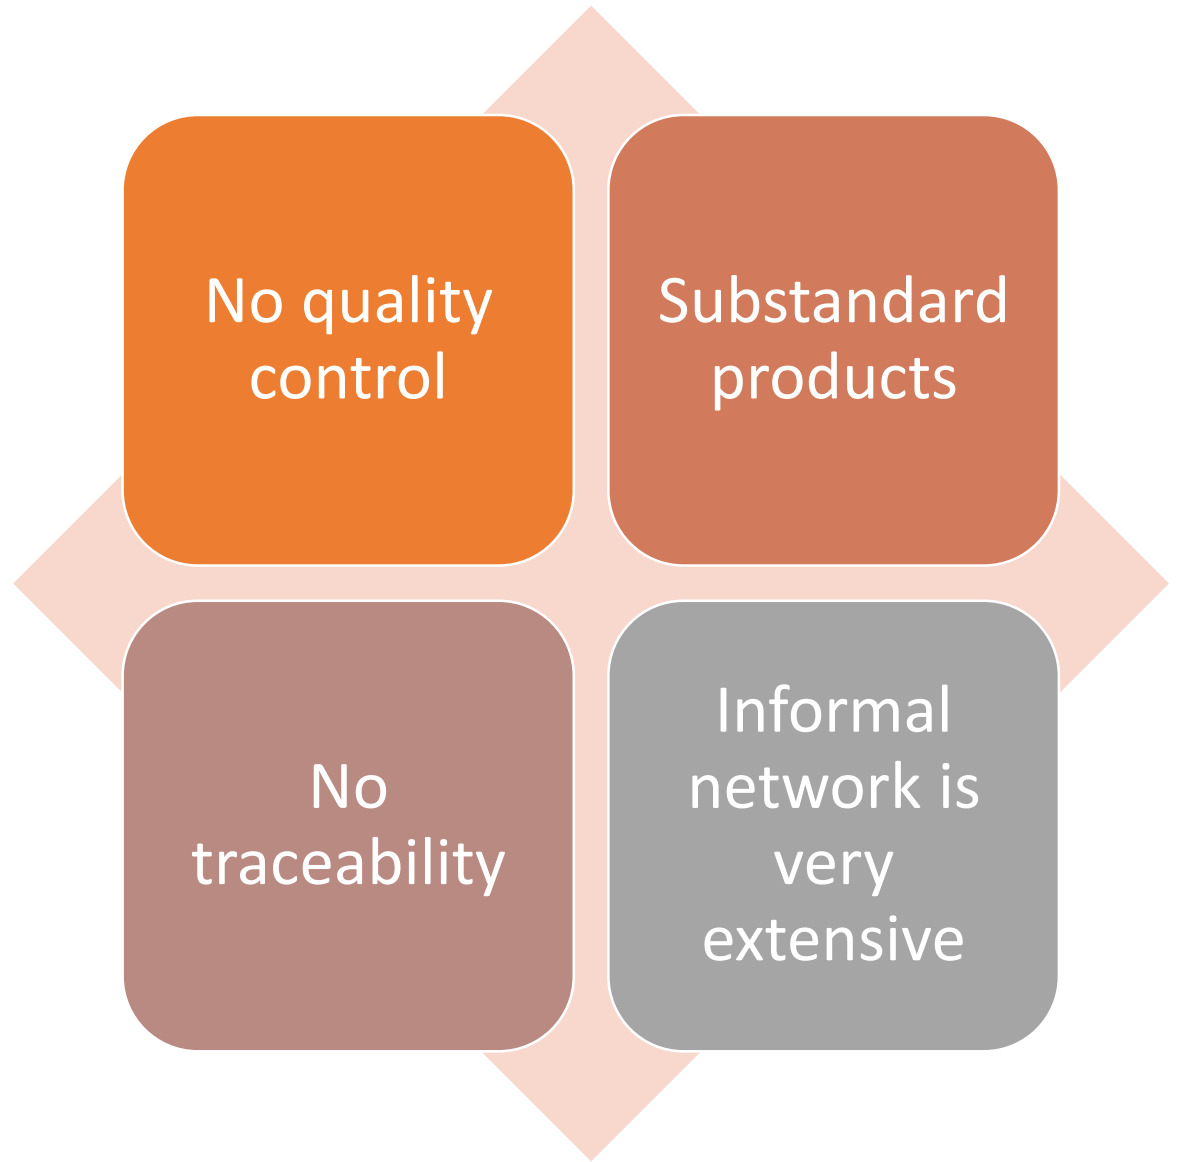 No quality
control
Substandard
products
No
traceability
Informal
network is
very
extensive